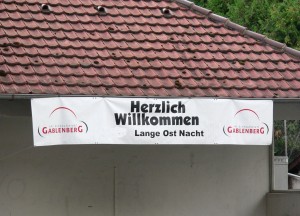 Herzlich
Willkommen
Lange Ost Nacht
GABLENBERG
GABLENBERG